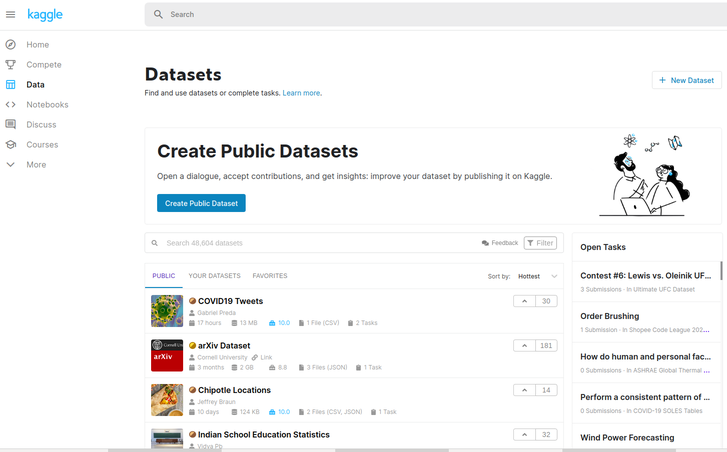 kaggle
Search
Home
Compete
Data
Notebooks
Discuss
Courses
More
Datasets
Find and use datasets or complete tasks. Learn more.
+ New Dataset
Create Public Datasets
Open a dialogue, accept contributions, and get insights: improve your dataset by publishing it on Kaggle.
Create Public Dataset
Search 48,604 datasets
Feedback
Filter
PUBLIC YOUR DATASETS FAVORITES
Sort by: Hottest
COVID19 Tweets
Gabriel Preda
17 hours 13 MB 10.0 1 File (CSV) 2 Tasks
30
arXiv
arXiv Dataset
Cornell University Link
3 months 2 GB 8.8 3 Files (JSON) 1 Task
181
Chipotle Locations
Jeffrey Braun
10 days 124 KB 10.0 2 Files (CSV, JSON) 1 Task
14
Indian School Education Statistics
Vidya Pb
32
Open Tasks
Contest #6: Lewis vs. Oleinik UF...
3 Submissions · In Ultimate UFC Dataset
Order Brushing
1 Submission · In Shopee Code League 202...
How do human and personal fac...
0 Submissions · In ASHRAE Global Thermal ...
Perform a consistent pattern of ...
0 Submissions · In COVID-19 SOLES Tables
Wind Power Forecasting